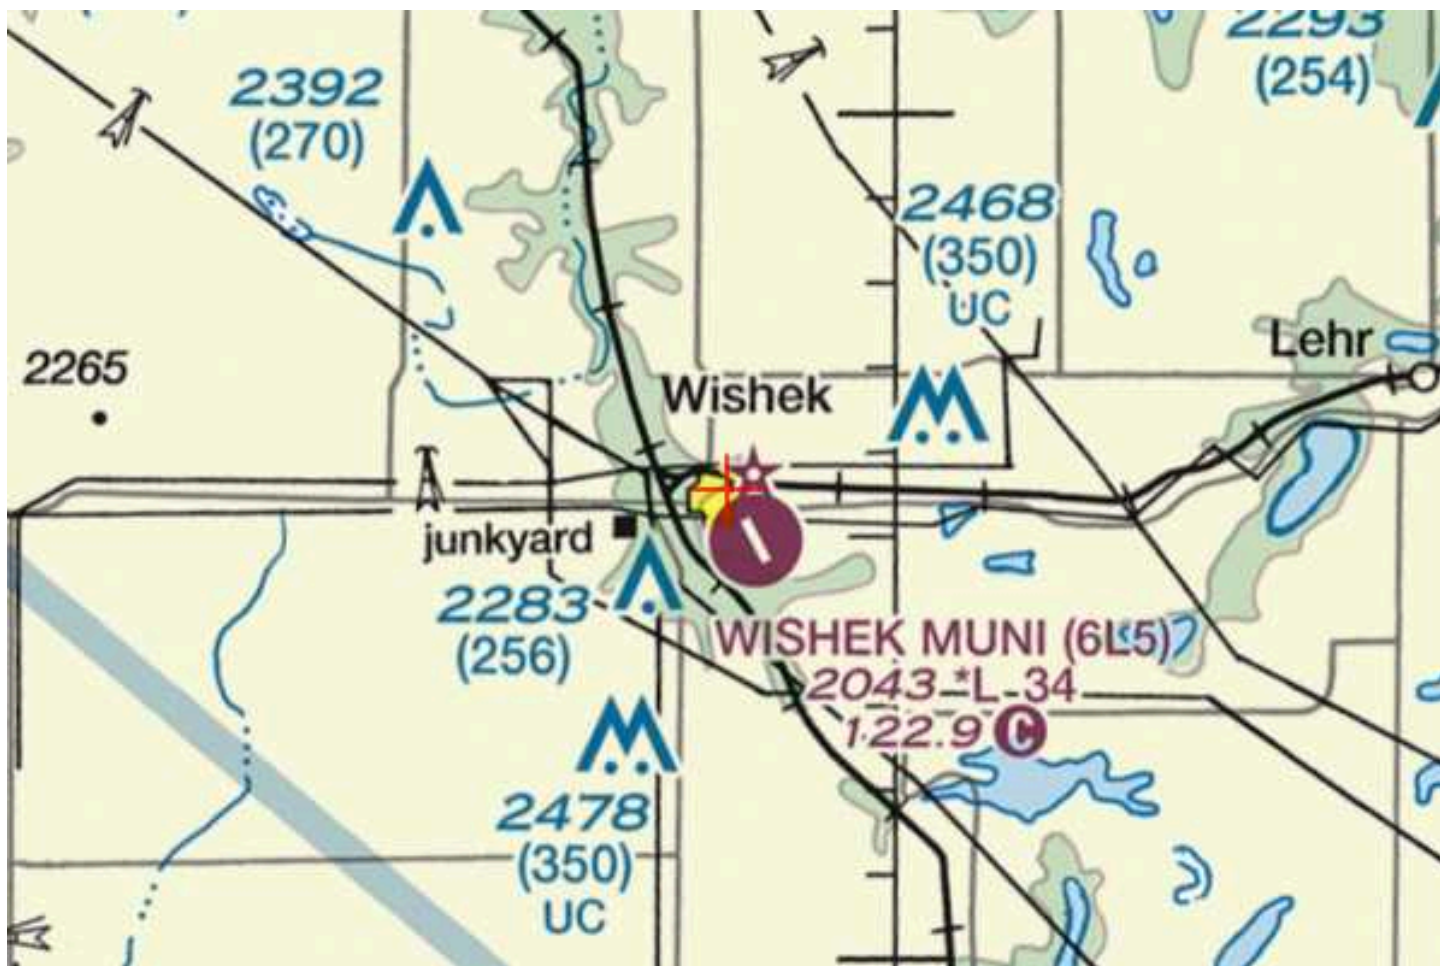 2293
(254)
2392
(270)
2468
(350)
UC
Lehr
2265
Wishek
junkyard
2283
(256)
WISHEK MUNI (6L5)
2043 *L 34
122.9 C
2478
(350)
UC